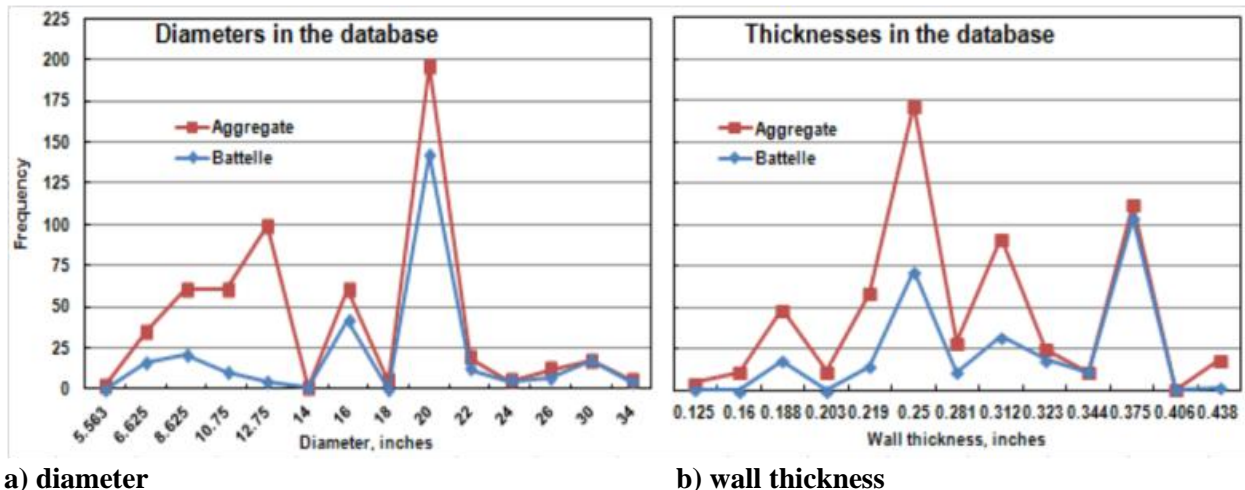 Diameters in the database
225
200
175
150
125
100
75
50
25
0
Frequency
Aggregate
Battelle
5.563 6.625 8.625 10.75 12.75 14 16 18 20 22 24 26 30 34
Diameter, inches
Thicknesses in the database
Aggregate
Battelle
0.125 0.16 0.188 0.203 0.219 0.25 0.281 0.312 0.323 0.344 0.375 0.406 0.438
Wall thickness, inches
a) diameter
b) wall thickness